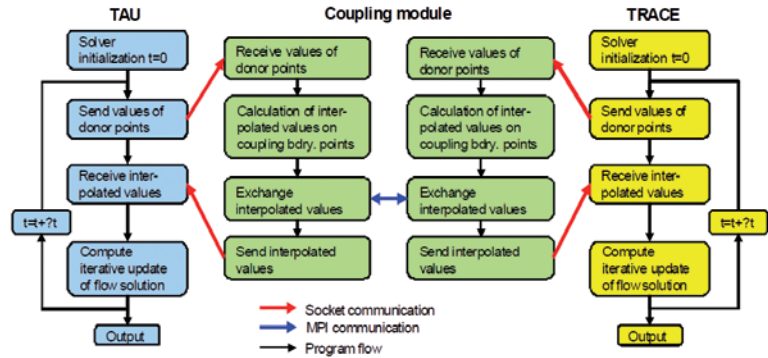 TAU
Coupling module
TRACE
Solver
initialization t=0
Send values of
donor points
Receive inter-
polated values
t=t+?t
Compute
iterative update
of flow solution
Output
Receive values of
donor points
Calculation of inter-
polated values on
coupling bdry. points
Exchange
interpolated values
Send interpolated
values
Receive values of
donor points
Calculation of inter-
polated values on
coupling bdry. points
Exchange
interpolated values
Send interpolated
values
Solver
initialization t=0
Send values of
donor points
Receive inter-
polated values
t=t+?t
Compute
iterative update
of flow solution
Output
Socket communication
MPI communication
Program flow